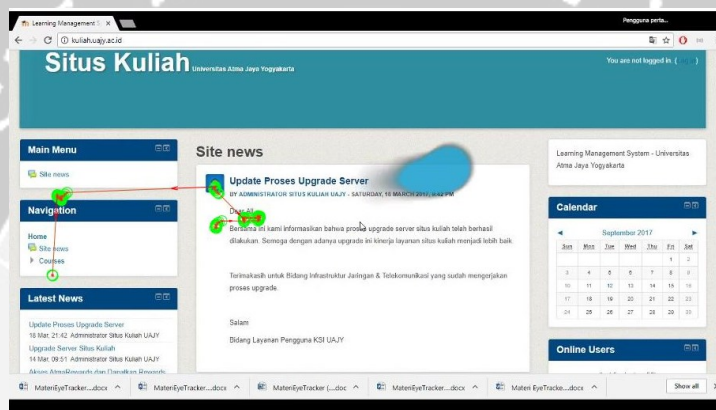 Learning Management S
Pengguna perta...
kuliah.uajy.ac.id
Situs Kuliah Universitas Atma Jaya Yogyakarta
You are not logged in. (
Main Menu
Site news
Navigation
Home
Site news
Courses
Latest News
Update Proses Upgrade Server
18 Mar, 21:42 Administrator Situs Kuliah UAJY
Upgrade Server Situs Kuliah
14 Mar, 09:51 Administrator Situs Kuliah UAJY
Akses AtmaRewards dan Dapatkan Rewards
Site news
Update Proses Upgrade Server
BY ADMINISTRATOR SITUS KULIAH UAJY - SATURDAY, 18 MARCH 2017, 9:42 PM
Dear All,
Bersama ini kami informasikan bahwa proses upgrade server situs kuliah telah berhasil
dilakukan. Semoga dengan adanya upgrade ini kinerja layanan situs kuliah menjadi lebih baik.
Terimakasih untuk Bidang Infrastruktur Jaringan & Telekomunikasi yang sudah mengerjakan
proses upgrade.
Salam
Bidang Layanan Pengguna KSI UAJY
Learning Management System - Universitas
Atma Jaya Yogyakarta
Calendar
September 2017
Sun Mon Tue Wed Thu Fri Sat
1 2
3 4 5 6 7 8 9
10 11 12 13 14 15 16
17 18 19 20 21 22 23
24 25 26 27 28 29 30
Online Users
MateriEyeTracker....docx
MateriEyeTracker....docx
MateriEyeTracker (....doc
MateriEyeTracker....docx
Materi EyeTracke....docx
Show all